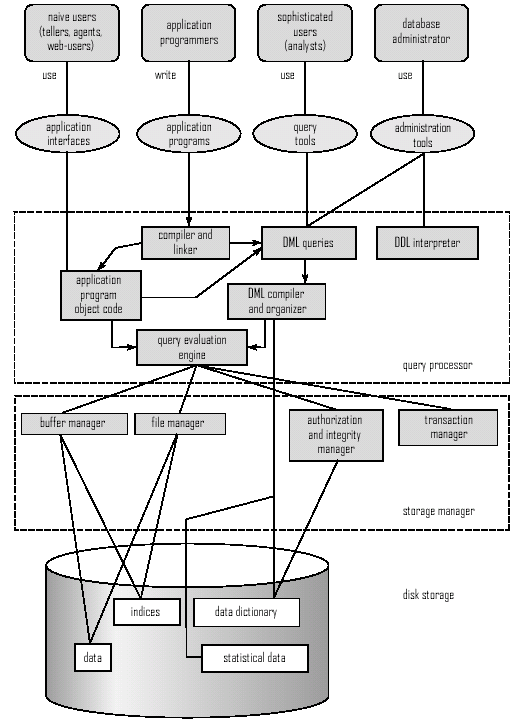 naive users
(tellers, agents,
web-users)
application
programmers
sophisticated
users
(analysts)
database
administrator
use
write
use
use
application
interfaces
application
programs
query
tools
administration
tools
compiler and
linker
DML queries
DDL interpreter
application
program
object code
DML compiler
and organizer
query evaluation
engine
query processor
buffer manager
file manager
authorization
and integrity
manager
transaction
manager
storage manager
disk storage
indices
data dictionary
data
statistical data